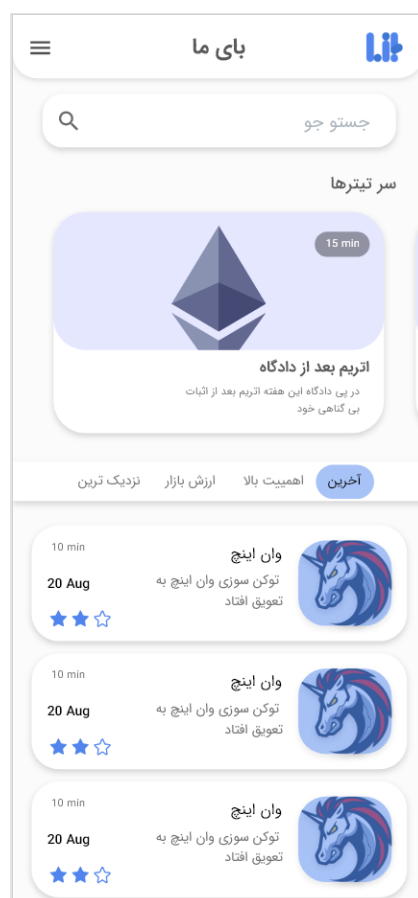 بای ما
جستو جو
سر تیترها
15 min
اتریم بعد از دادگاه
در پی دادگاه این هفته اتریم بعد از اثبات
بی گناهی خود
آخرین اهمییت بالا ارزش بازار نزدیک ترین
وان اینچ
10 min
توکن سوزی وان اینچ به
تعویق افتاد
20 Aug
وان اینچ
10 min
توکن سوزی وان اینچ به
تعویق افتاد
20 Aug
وان اینچ
10 min
توکن سوزی وان اینچ به
تعویق افتاد
20 Aug